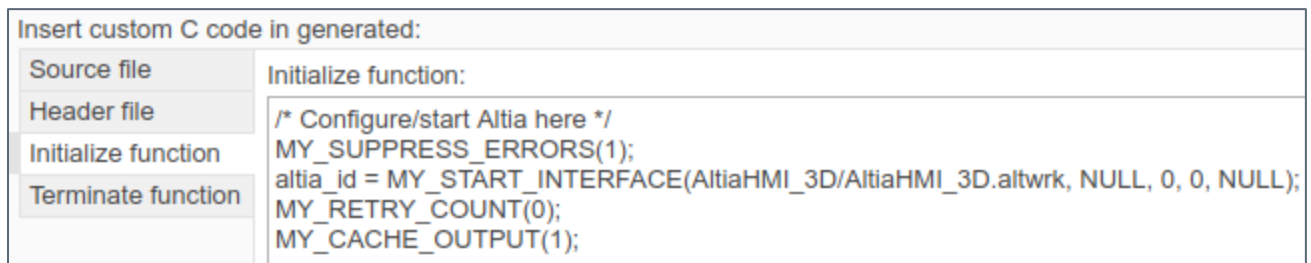 Insert custom C code in generated:
Source file
Header file
Initialize function
Terminate function
Initialize function:
/* Configure/start Altia here */
MY_SUPPRESS_ERRORS(1);
altia_id = MY_START_INTERFACE(AltiaHMI_3D/AltiaHMI_3D.altwrk, NULL, 0, 0, NULL);
MY_RETRY_COUNT(0);
MY_CACHE_OUTPUT(1);